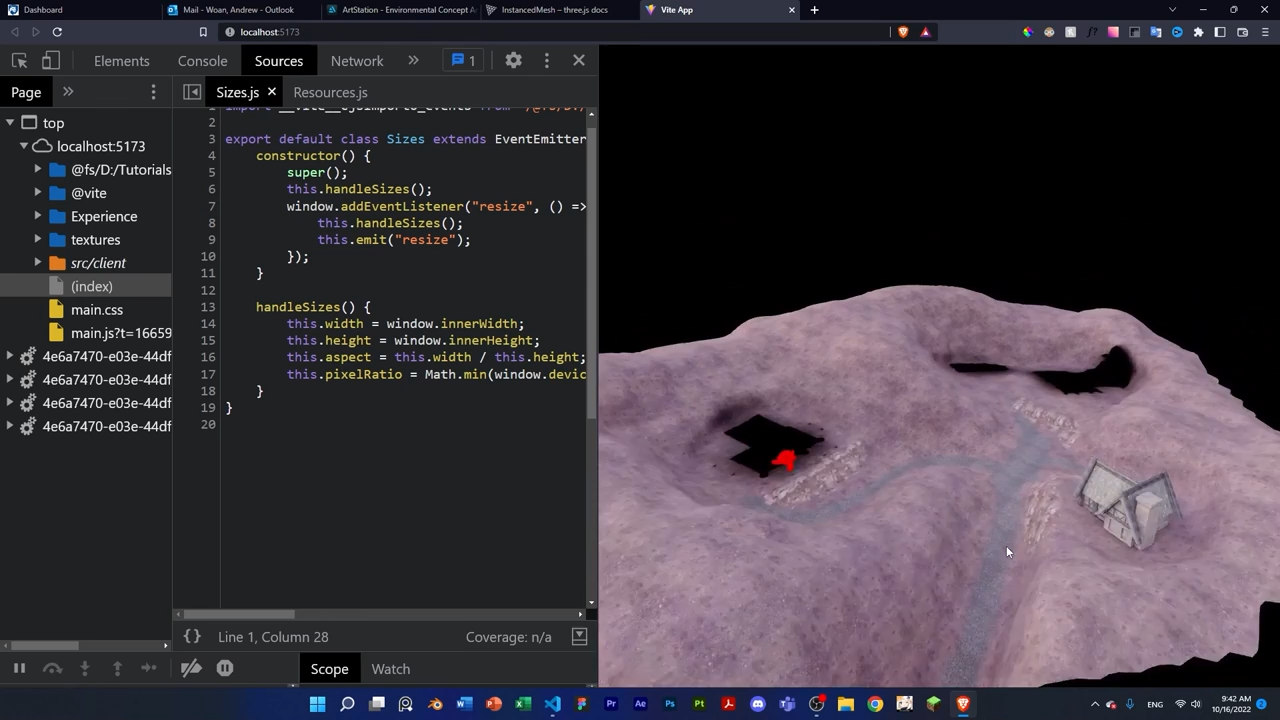 Dashboard
Mail - Woan, Andrew - Outlook
ArtStation - Environmental Concept A
InstancedMesh – three.js docs
Vite App
localhost:5173
Elements
Console
Sources
Network
1
Page
Sizes.js
Resources.js
top
localhost:5173
@fs/D:/Tutorials
@vite
Experience
textures
src/client
(index)
main.css
main.js?t=16659
4e6a7470-e03e-44df
4e6a7470-e03e-44df
4e6a7470-e03e-44df
4e6a7470-e03e-44df
2
3 export default class Sizes extends EventEmitter
4 constructor() {
5 super();
6 this.handleSizes();
7 window.addEventListener("resize", () =>
8 this.handleSizes();
9 this.emit("resize");
10 });
11 }
12
13 handleSizes() {
14 this.width = window.innerWidth;
15 this.height = window.innerHeight;
16 this.aspect = this.width / this.height;
17 this.pixelRatio = Math.min(window.devic
18 }
19 }
20
{} Line 1, Column 28
Coverage: n/a
Scope
Watch
ENG
9:42 AM
10/16/2022